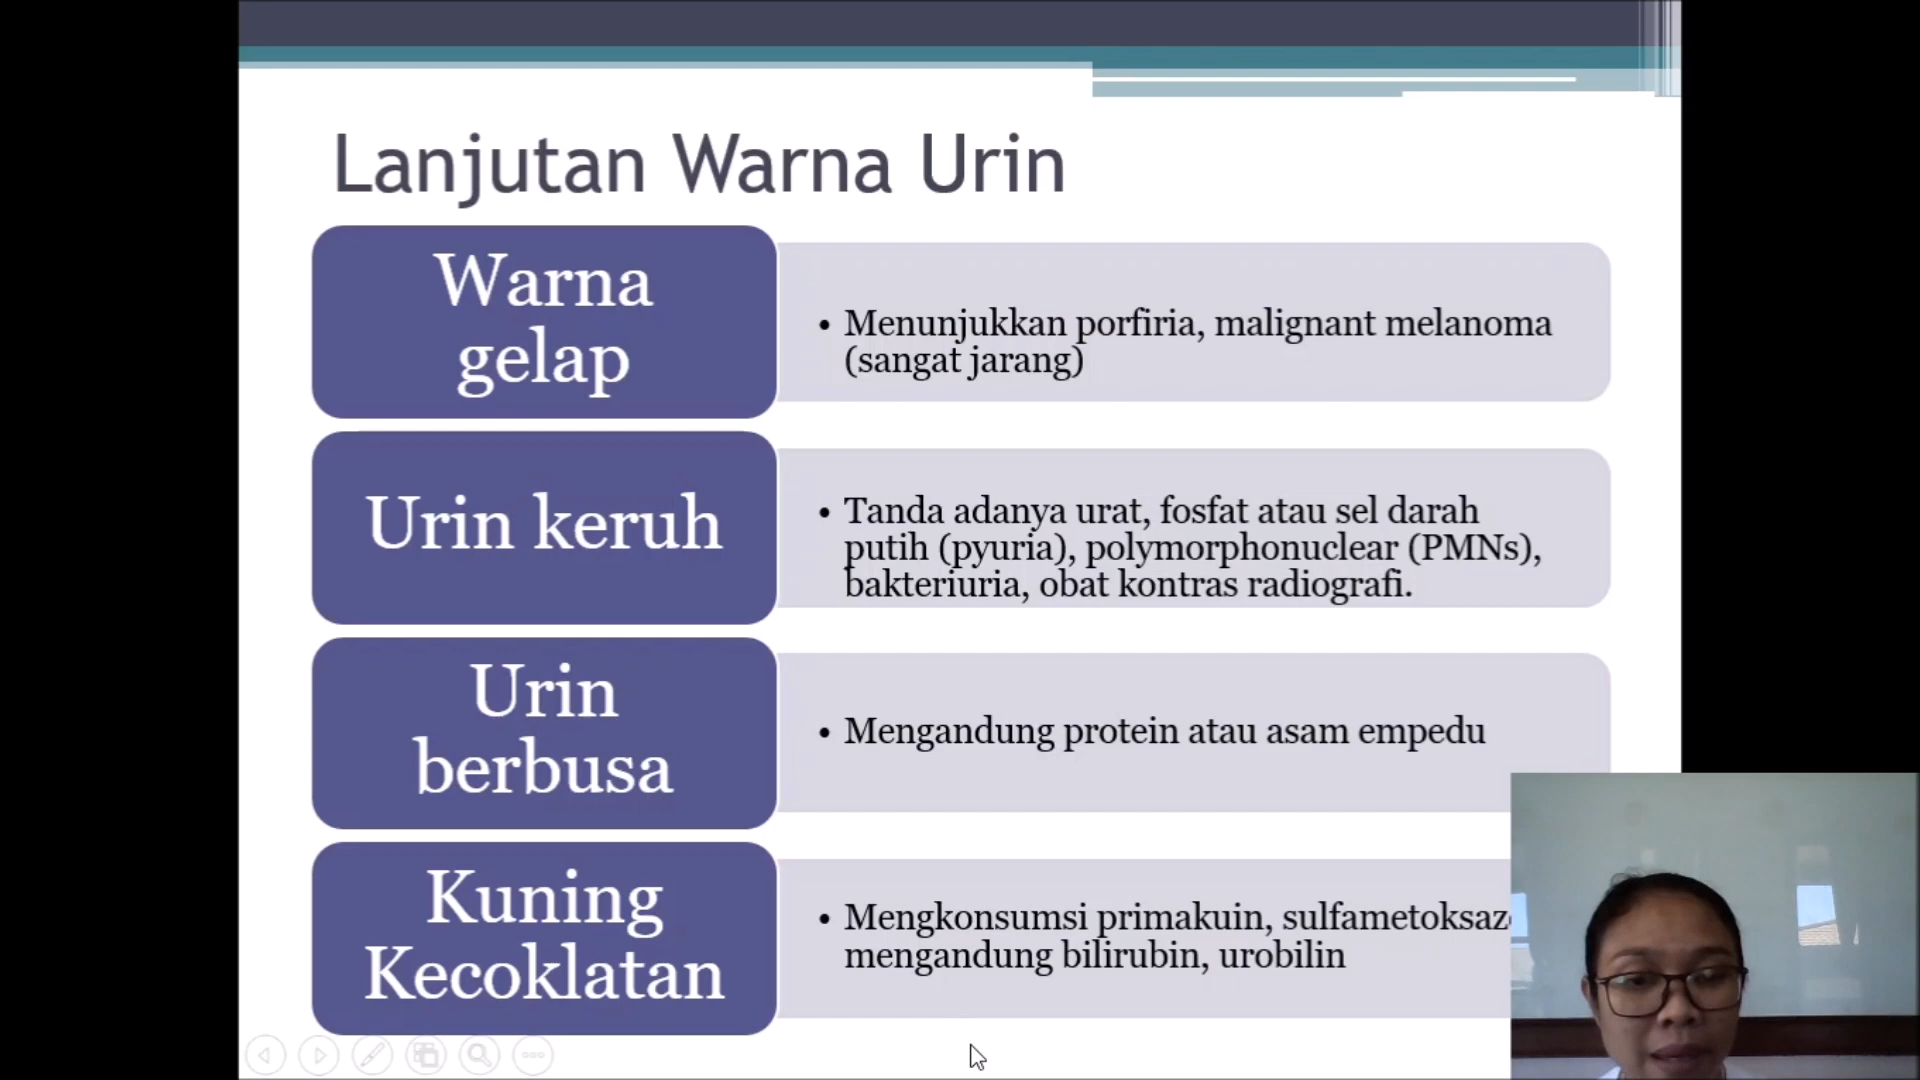 Lanjutan Warna Urin
Warna
gelap
• Menunjukkan porfiria, malignant melanoma
(sangat jarang)
Urin keruh
• Tanda adanya urat, fosfat atau sel darah
putih (pyuria), polymorphonuclear (PMNs),
bakteriuria, obat kontras radiografi.
Urin
berbusa
• Mengandung protein atau asam empedu
Kuning
Kecoklatan
• Mengkonsumsi primakuin,
mengandung bilirubin, urobilin